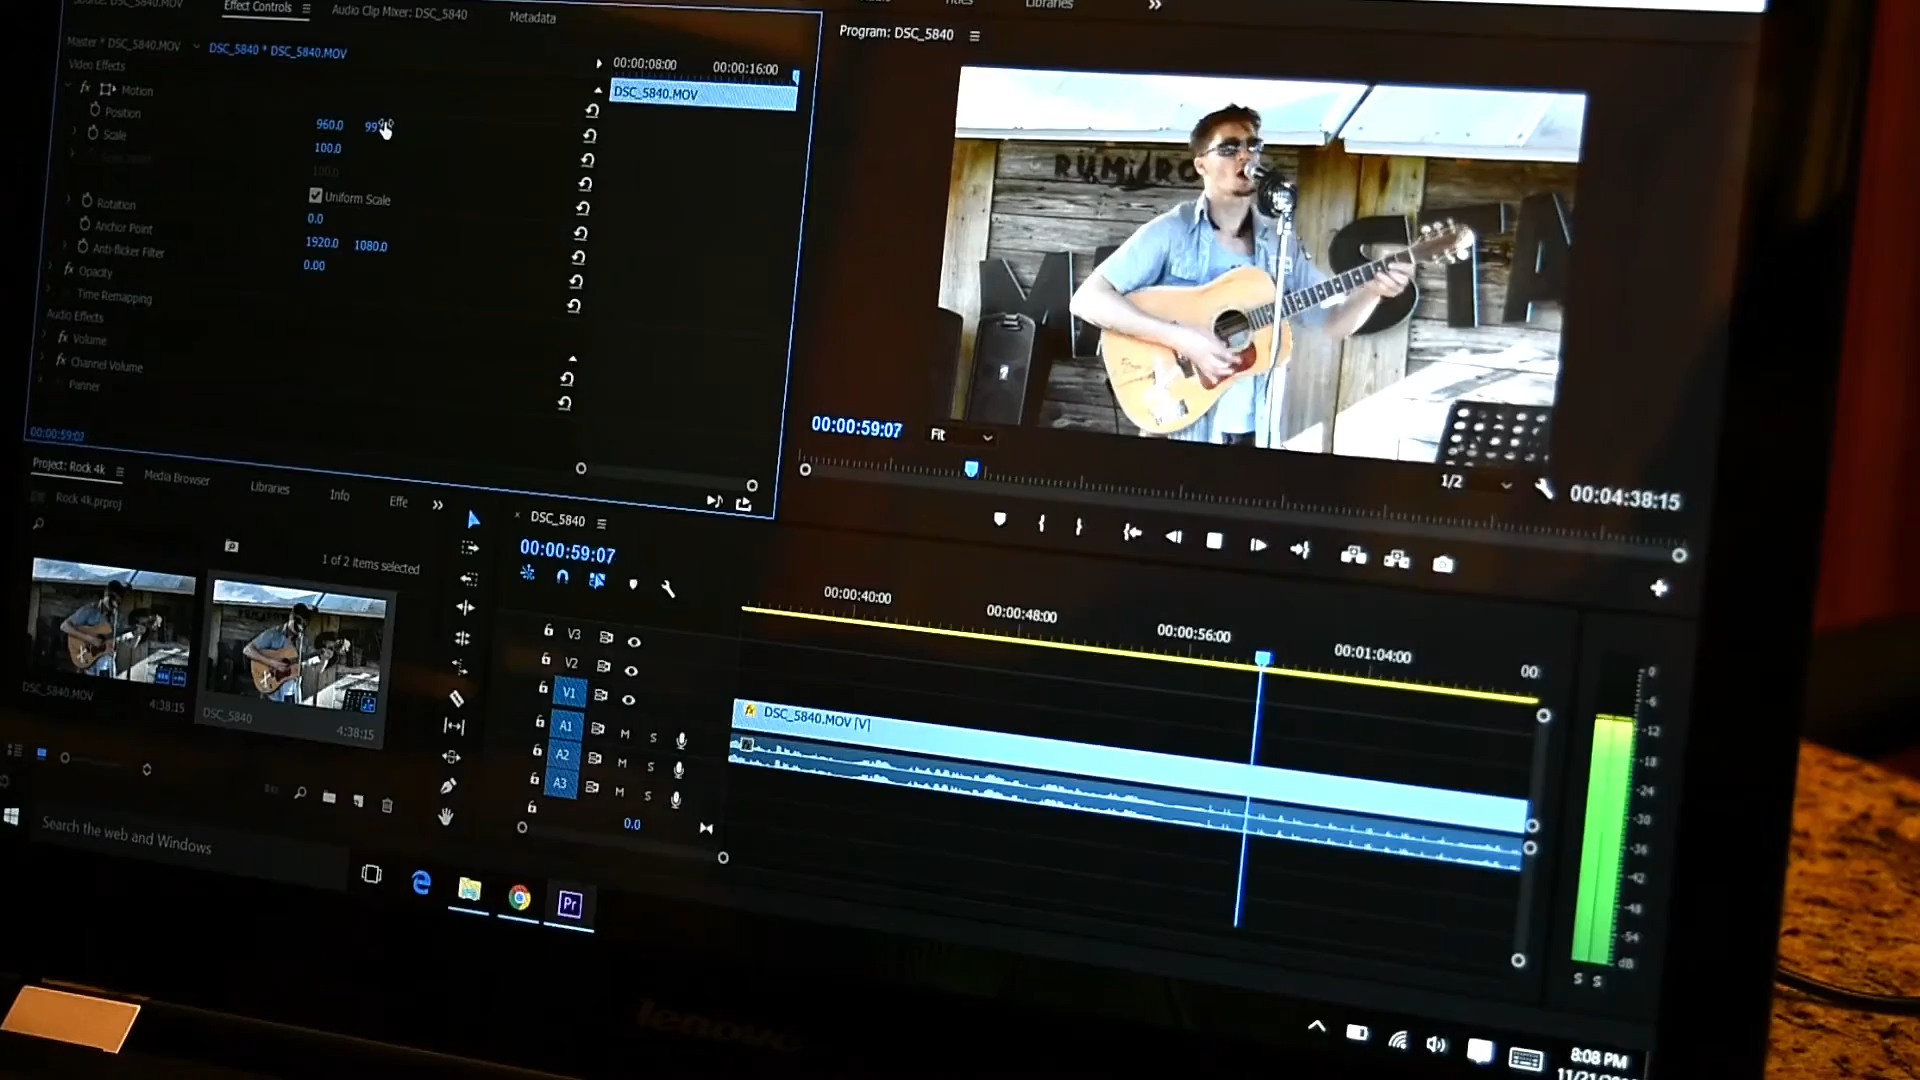 Effect Controls
Audio Clip Mixer: DSC_5840
Metadata
Libraries
Master * DSC_5840.MOV
DSC_5840 * DSC_5840.MOV
Video Effects
00:00:08:00
00:00:16:00
DSC_5840.MOV
fx Motion
Position
960.0
Scale
100.0
100.0
Uniform Scale
Rotation
0.0
Anchor Point
1920.0
1080.0
Anti-flicker Filter
0.00
fx Opacity
Time Remapping
Audio Effects
fx Volume
fx Channel Volume
Panner
00:00:59:07
Program: DSC_5840
RUM
STA
00:00:59:07
Fit
1/2
00:04:38:15
Project: Rock 4k
Media Browser
Libraries
Info
Effe
Rock 4k.prproj
1 of 2 items selected
DSC_5840.MOV
4:38:15
DSC_5840
4:38:15
DSC_5840
00:00:59:07
00:00:40:00
00:00:48:00
00:00:56:00
00:01:04:00
00:
V3
V2
V1
A1
M
S
A2
M
S
A3
M
S
0.0
fx DSC_5840.MOV [V]
0
-6
-12
-18
-24
-30
-36
-42
-48
-54
dB
S S
Search the web and Windows
Pr
lenovo
8:08 PM